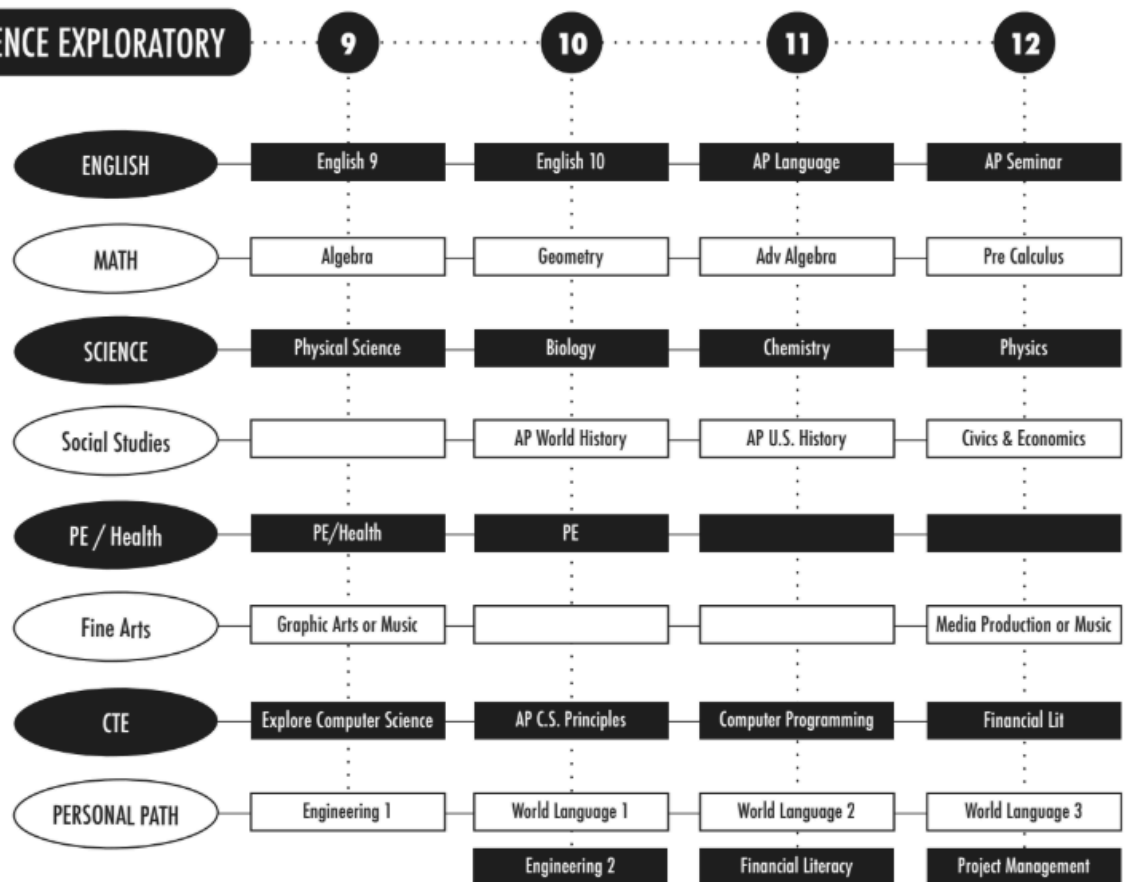 ENCE EXPLORATORY 9 10 11 12
ENGLISH English 9 English 10 AP Language AP Seminar
MATH Algebra Geometry Adv Algebra Pre Calculus
SCIENCE Physical Science Biology Chemistry Physics
Social Studies AP World History AP U.S. History Civics & Economics
PE / Health PE/Health PE
Fine Arts Graphic Arts or Music Media Production or Music
CTE Explore Computer Science AP C.S. Principles Computer Programming Financial Lit
PERSONAL PATH Engineering 1 World Language 1 World Language 2 World Language 3
Engineering 2 Financial Literacy Project Management